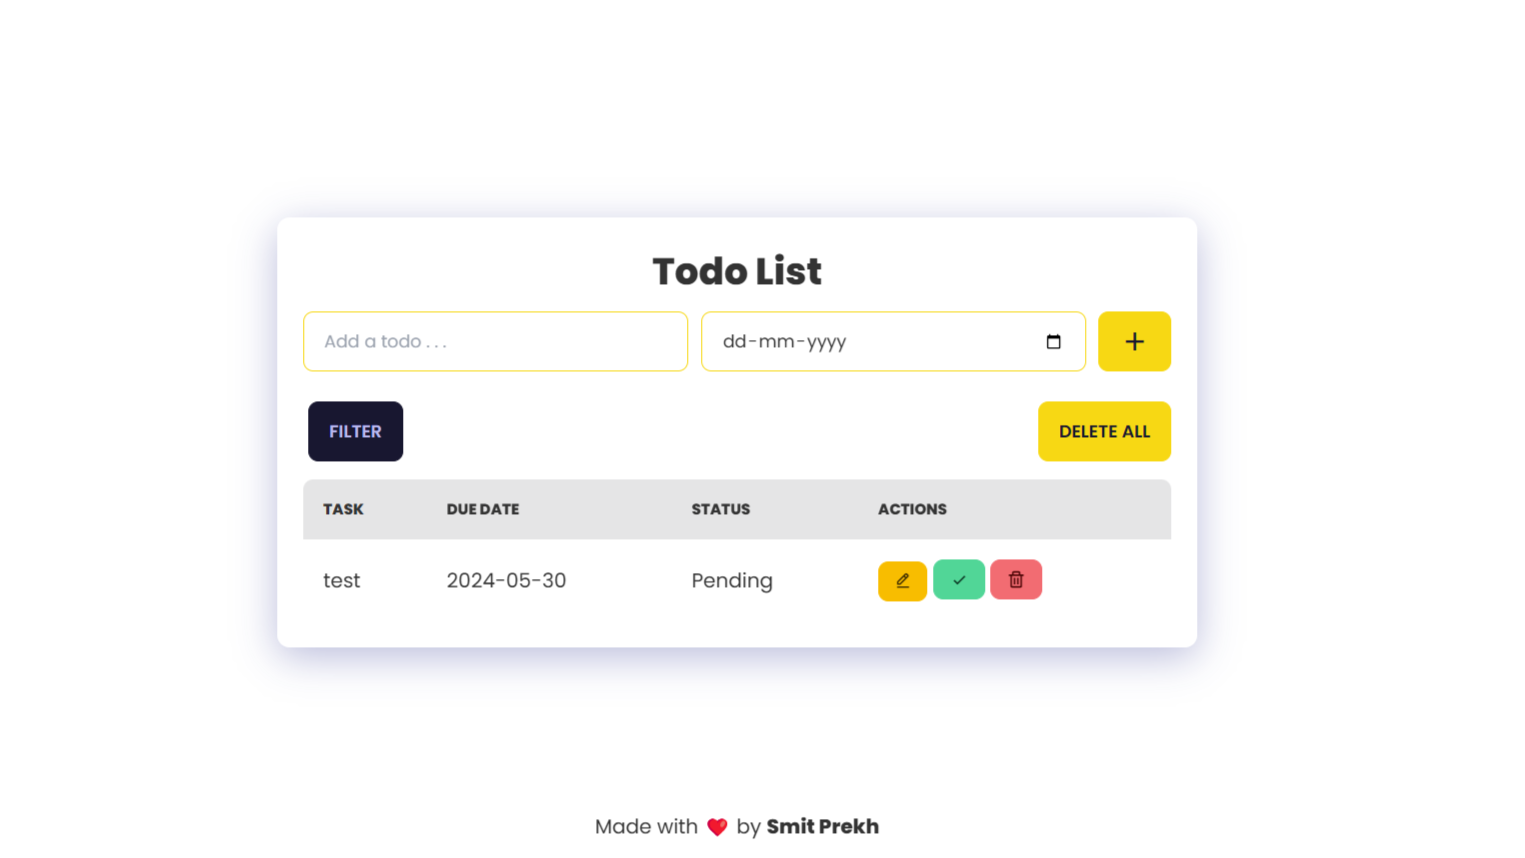 Todo List
Add a todo . . .
dd-mm-yyyy
FILTER
DELETE ALL
TASK DUE DATE STATUS ACTIONS
test 2024-05-30 Pending
Made with ❤️ by Smit Prekh